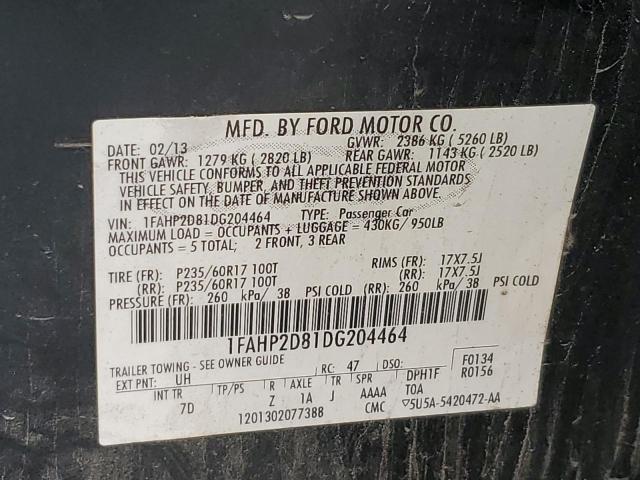 MFD. BY FORD MOTOR CO.
DATE: 02/13 GVWR: 2386 KG ( 5260 LB)
FRONT GAWR: 1279 KG ( 2820 LB) REAR GAWR: 1143 KG ( 2520 LB)
THIS VEHICLE CONFORMS TO ALL APPLICABLE FEDERAL MOTOR
VEHICLE SAFETY, BUMPER, AND THEFT PREVENTION STANDARDS
IN EFFECT ON THE DATE OF MANUFACTURE SHOWN ABOVE.
VIN: 1FAHP2D81DG204464 TYPE: Passenger Car
MAXIMUM LOAD = OCCUPANTS + LUGGAGE = 430KG/ 950LB
OCCUPANTS = 5 TOTAL; 2 FRONT, 3 REAR
TIRE (FR): P235/60R17 100T RIMS (FR): 17X7.5J
(RR): P235/60R17 100T (RR): 17X7.5J
PRESSURE (FR): 260 kPa/ 38 PSI COLD (RR): 260 kPa/ 38 PSI COLD
1FAHP2D81DG204464
TRAILER TOWING - SEE OWNER GUIDE
EXT PNT: UH RC: 47 DSO: F0134
INT TR TP/PS R AXLE TR SPR DPH1F R0156
7D Z 1A J AAAA TOA
1201302077388 CMC ▽5U5A-5420472-AA